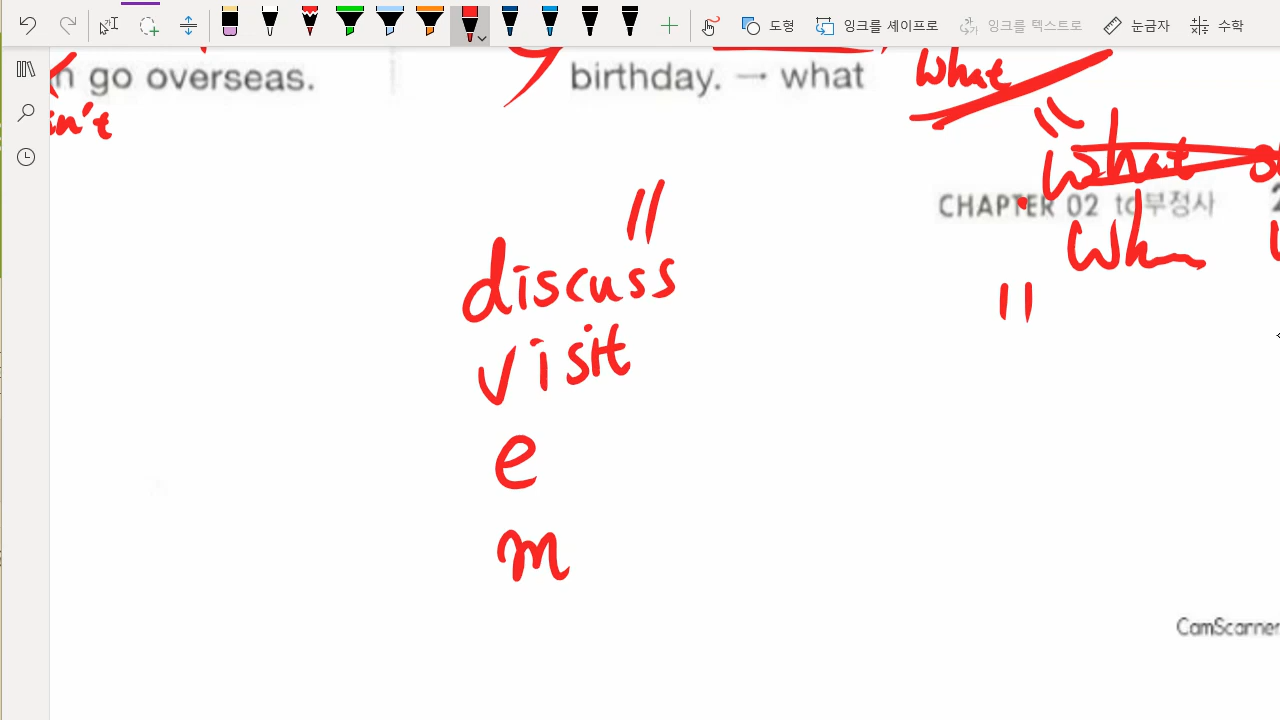 도형 잉크를 셰이프로 잉크를 텍스트로 눈금자 수학
go overseas.
birthday. → what
what
what
CHAPTER 02 to부정사
discuss
visit
e
m
CamScanner